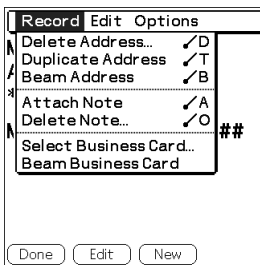 Record Edit Options
Delete Address... D
Duplicate Address T
Beam Address B
Attach Note A
Delete Note... O
Select Business Card...
Beam Business Card
##
Done Edit New